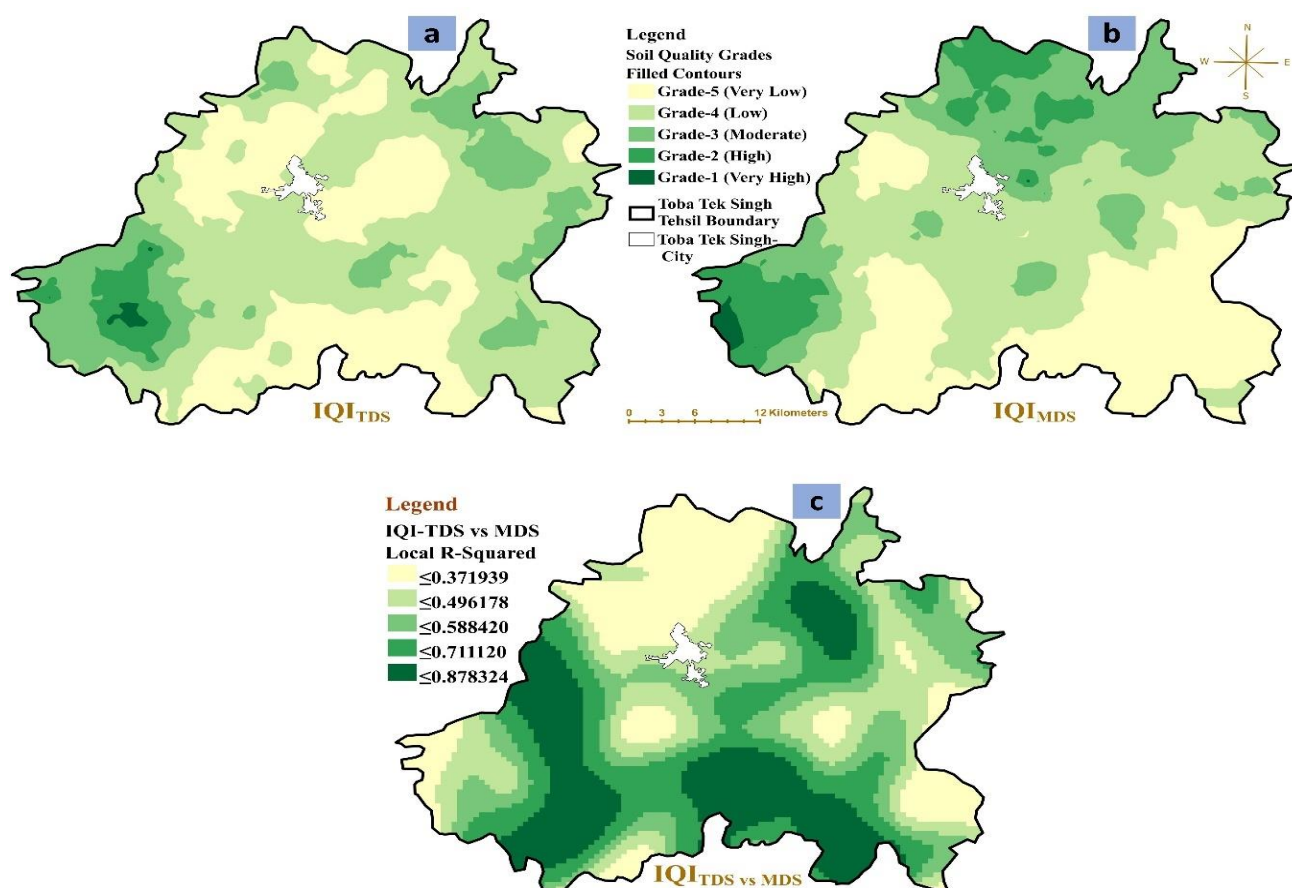 a
Legend
Soil Quality Grades
Filled Contours
Grade-5 (Very Low)
Grade-4 (Low)
Grade-3 (Moderate)
Grade-2 (High)
Grade-1 (Very High)
Toba Tek Singh
Tehsil Boundary
Toba Tek Singh-
City
b
N
W E
S
IQITDS
0 3 6 12 Kilometers
IQIMDS
Legend
IQI-TDS vs MDS
Local R-Squared
≤0.371939
≤0.496178
≤0.588420
≤0.711120
≤0.878324
c
IQITDS vs MDS